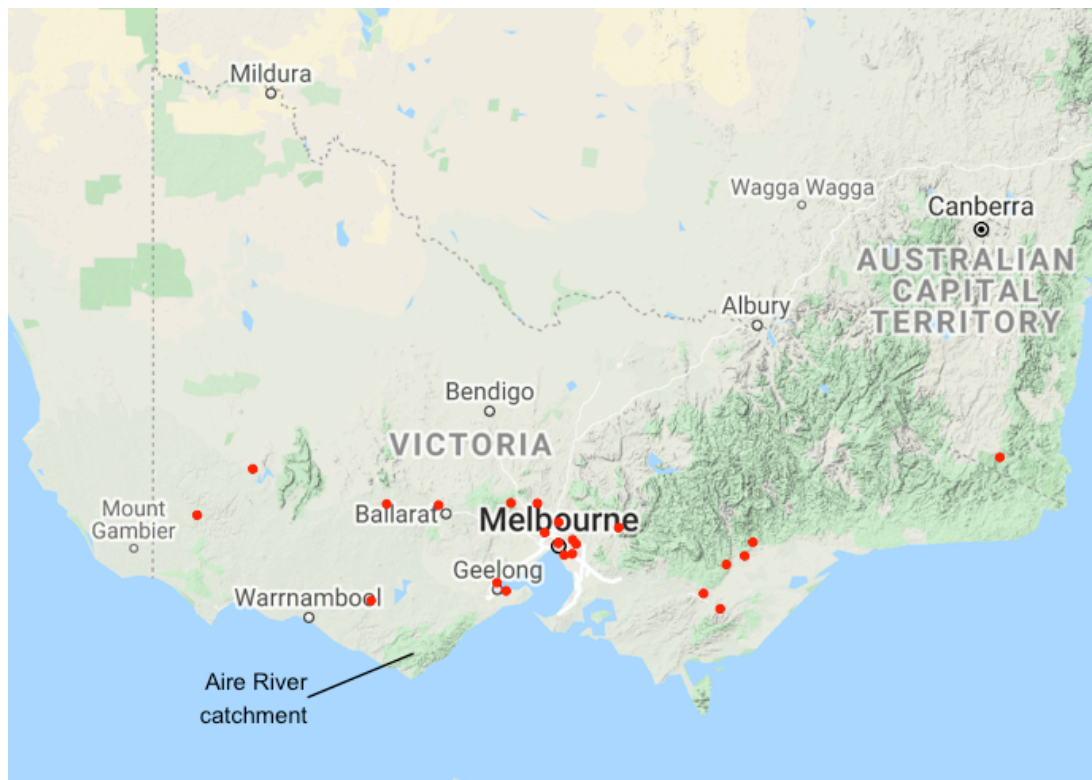 Mildura
Wagga Wagga
Canberra
AUSTRALIAN
CAPITAL
TERRITORY
Albury
Bendigo
VICTORIA
Mount
Gambier
Ballarat
Melbourne
Geelong
Warrnambool
Aire River
catchment